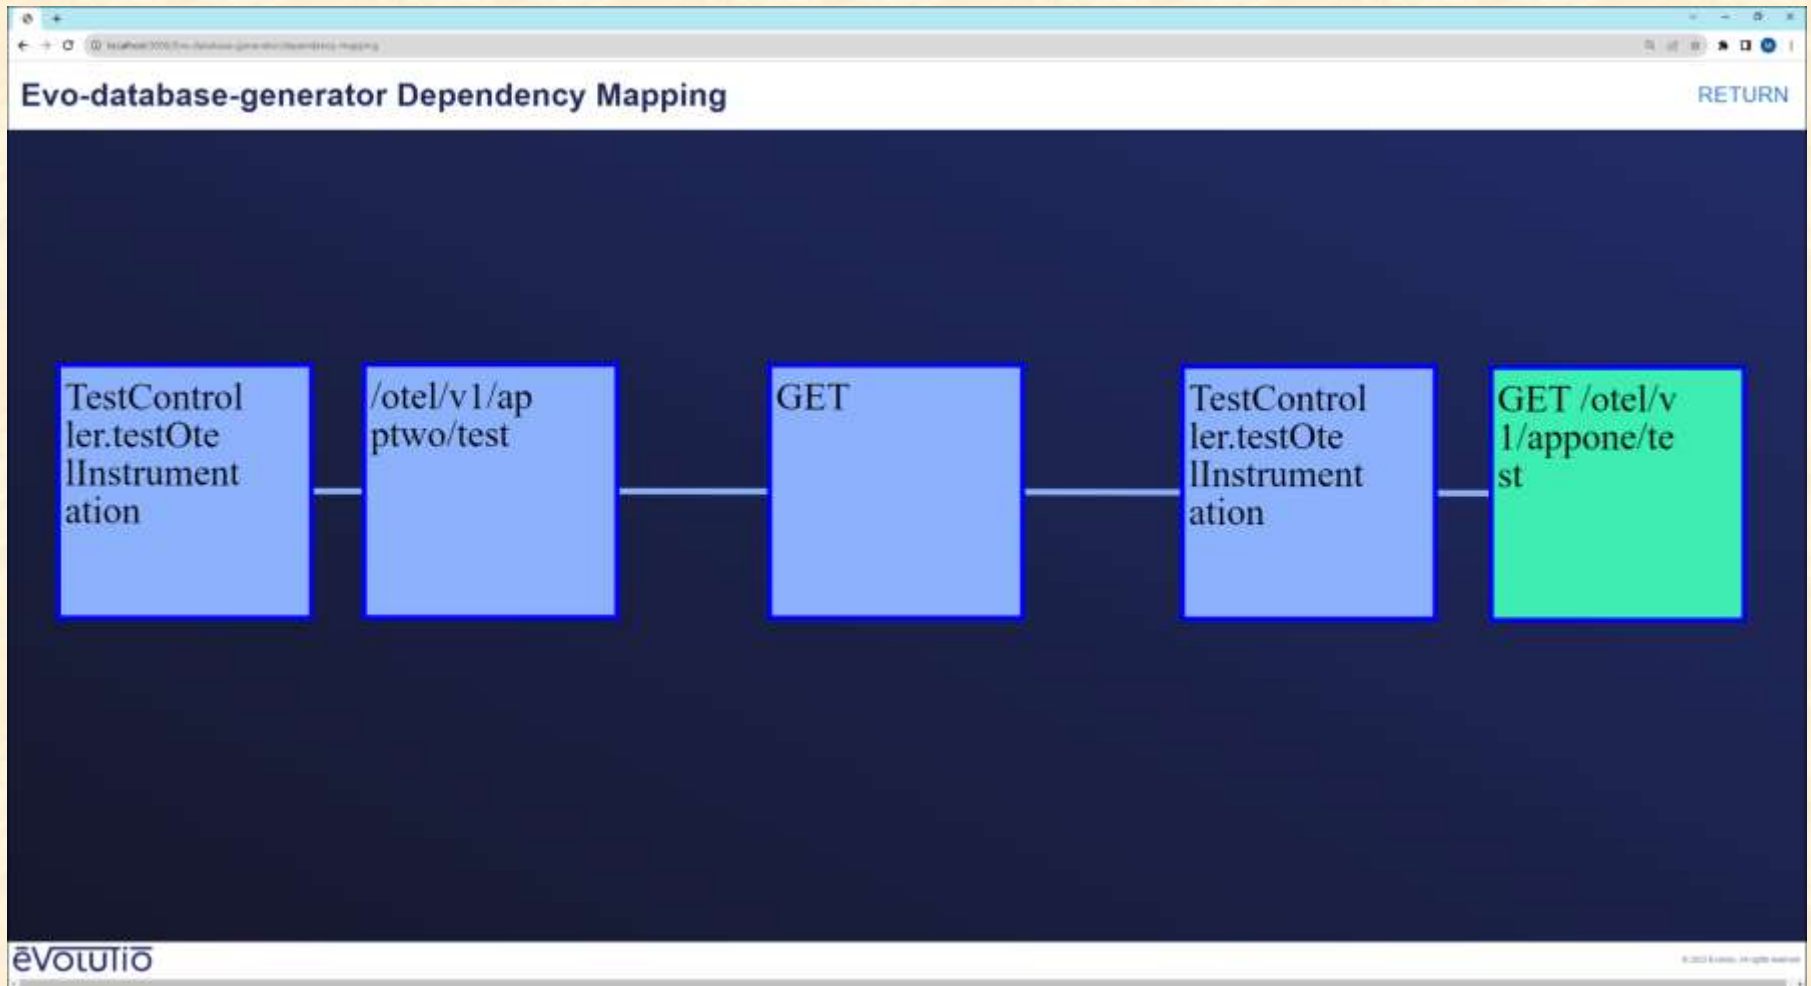 Evo-database-generator Dependency Mapping
RETURN
TestControl
ler.testOte
lInstrument
ation
/otel/v1/ap
ptwo/test
GET
TestControl
ler.testOte
lInstrument
ation
GET /otel/v
1/appone/te
st
ēVOLUTIŌ